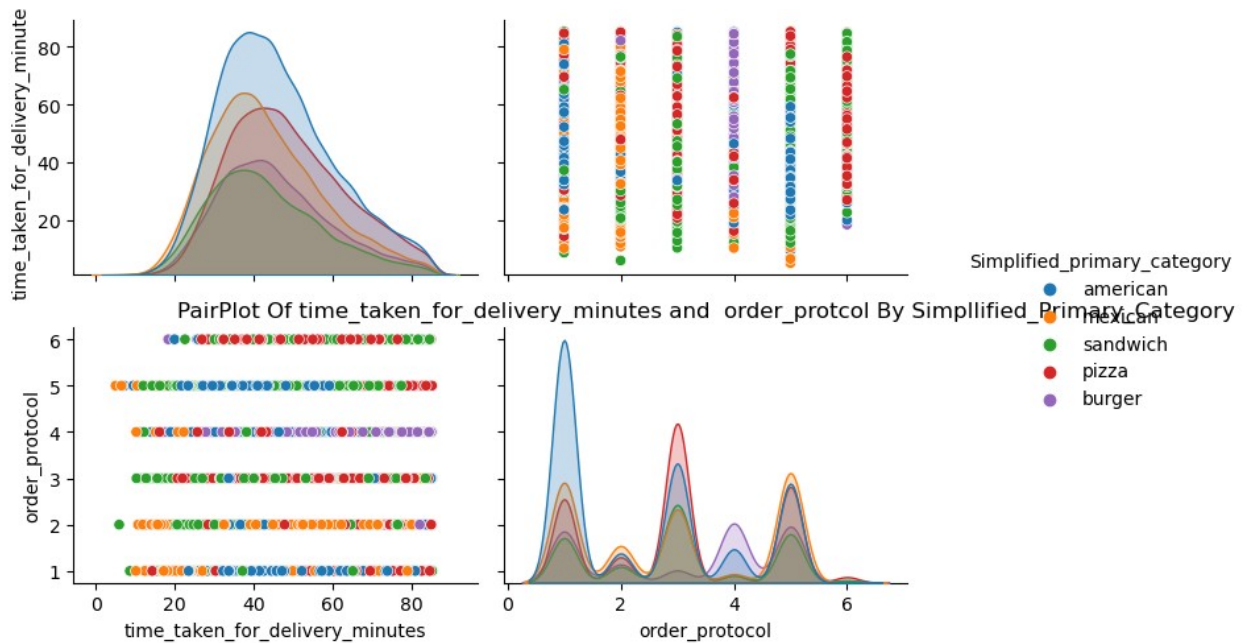 time_taken_for_delivery_minute
80
60
40
20
Simplified_primary_category
american
mexican
sandwich
pizza
burger
PairPlot Of time_taken_for_delivery_minutes and  order_protcol By Simpllified_Primary_Category
order_protocol
6
5
4
3
2
1
0 20 40 60 80
0 2 4 6
time_taken_for_delivery_minutes
order_protocol